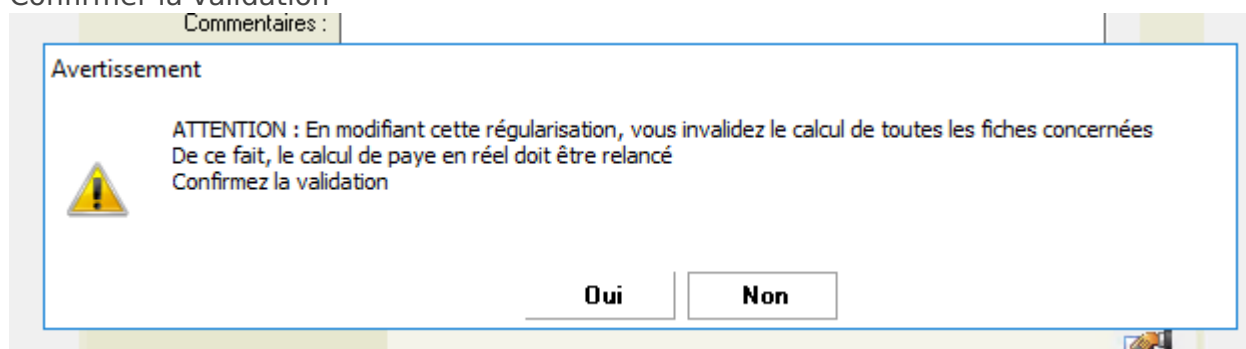 Confirmer la validation
Commentaires :
Avertissement
ATTENTION : En modifiant cette régularisation, vous invalidez le calcul de toutes les fiches concernées
De ce fait, le calcul de paye en réel doit être relancé
Confirmez la validation
Oui Non